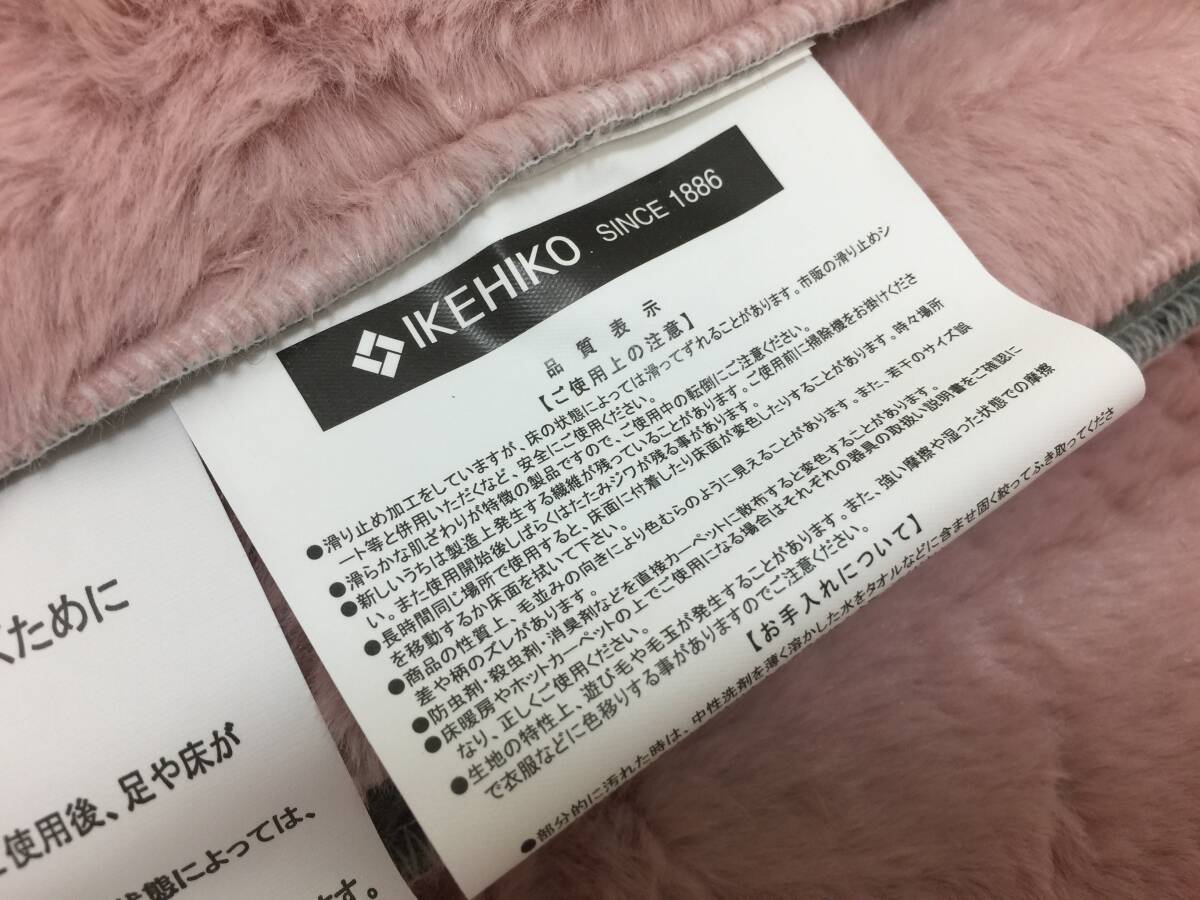 IKEHIKO SINCE 1886
品質表示
【ご使用上の注意】
●滑り止め加工をしていますが、床の状態によっては滑ってずれることがあります。市販の滑り止めシ
ート等と併用いただくなど、安全にご使用ください。
●滑らかな肌ざわりが特徴の製品ですので、ご使用中の転倒にご注意ください。
●新しいうちは製造上発生する繊維が残っていることがあります。ご使用前に掃除機をお掛けくださ
い。また使用開始後しばらくはたたみジワが残る事があります。
●長時間同じ場所で使用すると、床面に付着したり床面が変色したりすることがあります。時々場所
を移動するか床面を拭いて下さい。
●商品の性質上、毛並みの向きにより色むらのように見えることがあります。また、若干のサイズ誤
差や柄のズレがあります。
●防虫剤・殺虫剤・消臭剤などを直接カーペットに散布すると変色することがあります。
●床暖房やホットカーペットの上でご使用になる場合はそれぞれの器具の取扱い説明書をご確認に
なり、正しくご使用ください。
●生地の特性上、遊び毛や毛玉が発生することがあります。また、強い摩擦や湿った状態での摩擦
で衣服などに色移りする事がありますのでご注意ください。
【お手入れについて】
●部分的に汚れた時は、中性洗剤を薄く溶かした水をタオルなどに含ませ固く絞ってふき取ってくださ
くために
使用後、足や床が
状態によっては、
ます。